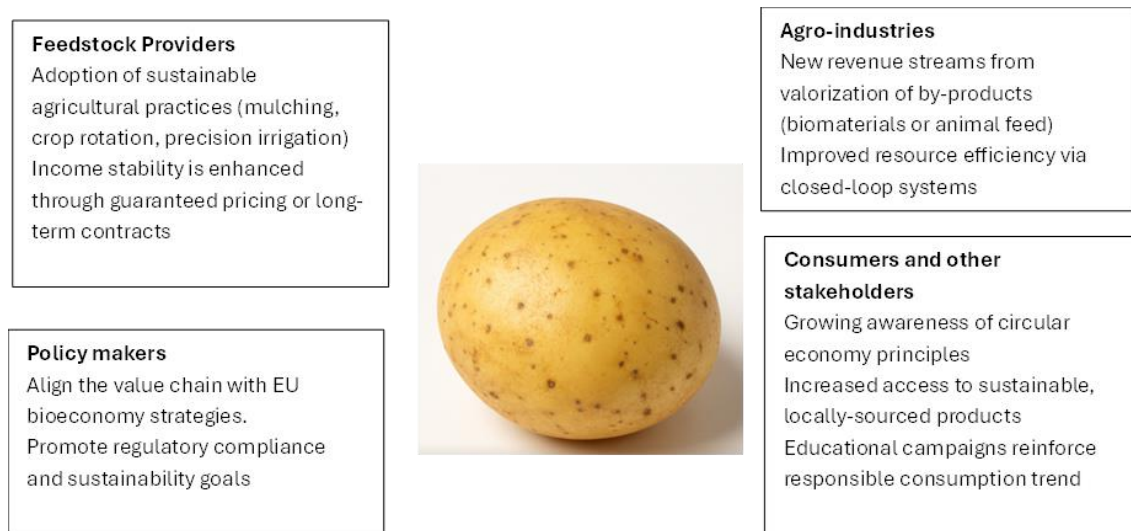 Feedstock Providers
Adoption of sustainable
agricultural practices (mulching,
crop rotation, precision irrigation)
Income stability is enhanced
through guaranteed pricing or long-
term contracts
Policy makers
Align the value chain with EU
bioeconomy strategies.
Promote regulatory compliance
and sustainability goals
Agro-industries
New revenue streams from
valorization of by-products
(biomaterials or animal feed)
Improved resource efficiency via
closed-loop systems
Consumers and other
stakeholders
Growing awareness of circular
economy principles
Increased access to sustainable,
locally-sourced products
Educational campaigns reinforce
responsible consumption trend